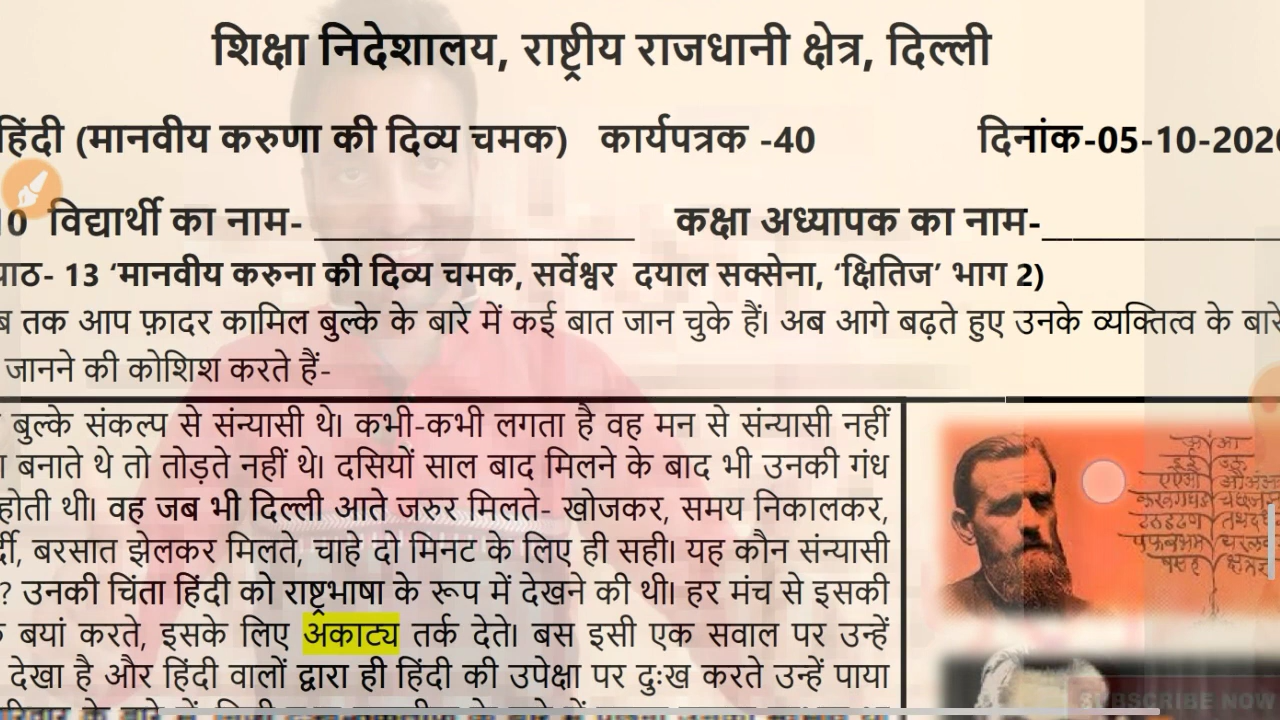 शिक्षा निदेशालय, राष्ट्रीय राजधानी क्षेत्र, दिल्ली
हिंदी (मानवीय करुणा की दिव्य चमक) कार्यपत्रक -40 दिनांक-05-10-2020
10 विद्यार्थी का नाम- ____________________ कक्षा अध्यापक का नाम-________________
पाठ- 13 ‘मानवीय करुना की दिव्य चमक, सर्वेश्वर दयाल सक्सेना, ‘क्षितिज’ भाग 2)
तक आप फ़ादर कामिल बुल्के के बारे में कई बात जान चुके हैं। अब आगे बढ़ते हुए उनके व्यक्तित्व के बारे
जानने की कोशिश करते हैं-
बुल्के संकल्प से संन्यासी थे। कभी-कभी लगता है वह मन से संन्यासी नहीं
बनाते थे तो तोड़ते नहीं थे। दसियों साल बाद मिलने के बाद भी उनकी गंध
होती थी। वह जब भी दिल्ली आते जरुर मिलते- खोजकर, समय निकालकर,
बरसात झेलकर मिलते, चाहे दो मिनट के लिए ही सही। यह कौन संन्यासी
? उनकी चिंता हिंदी को राष्ट्रभाषा के रूप में देखने की थी। हर मंच से इसकी
बयां करते, इसके लिए अकाट्य तर्क देते। बस इसी एक सवाल पर उन्हें
देखा है और हिंदी वालों द्वारा ही हिंदी की उपेक्षा पर दुःख करते उन्हें पाया
SUBSCRIBE NOW